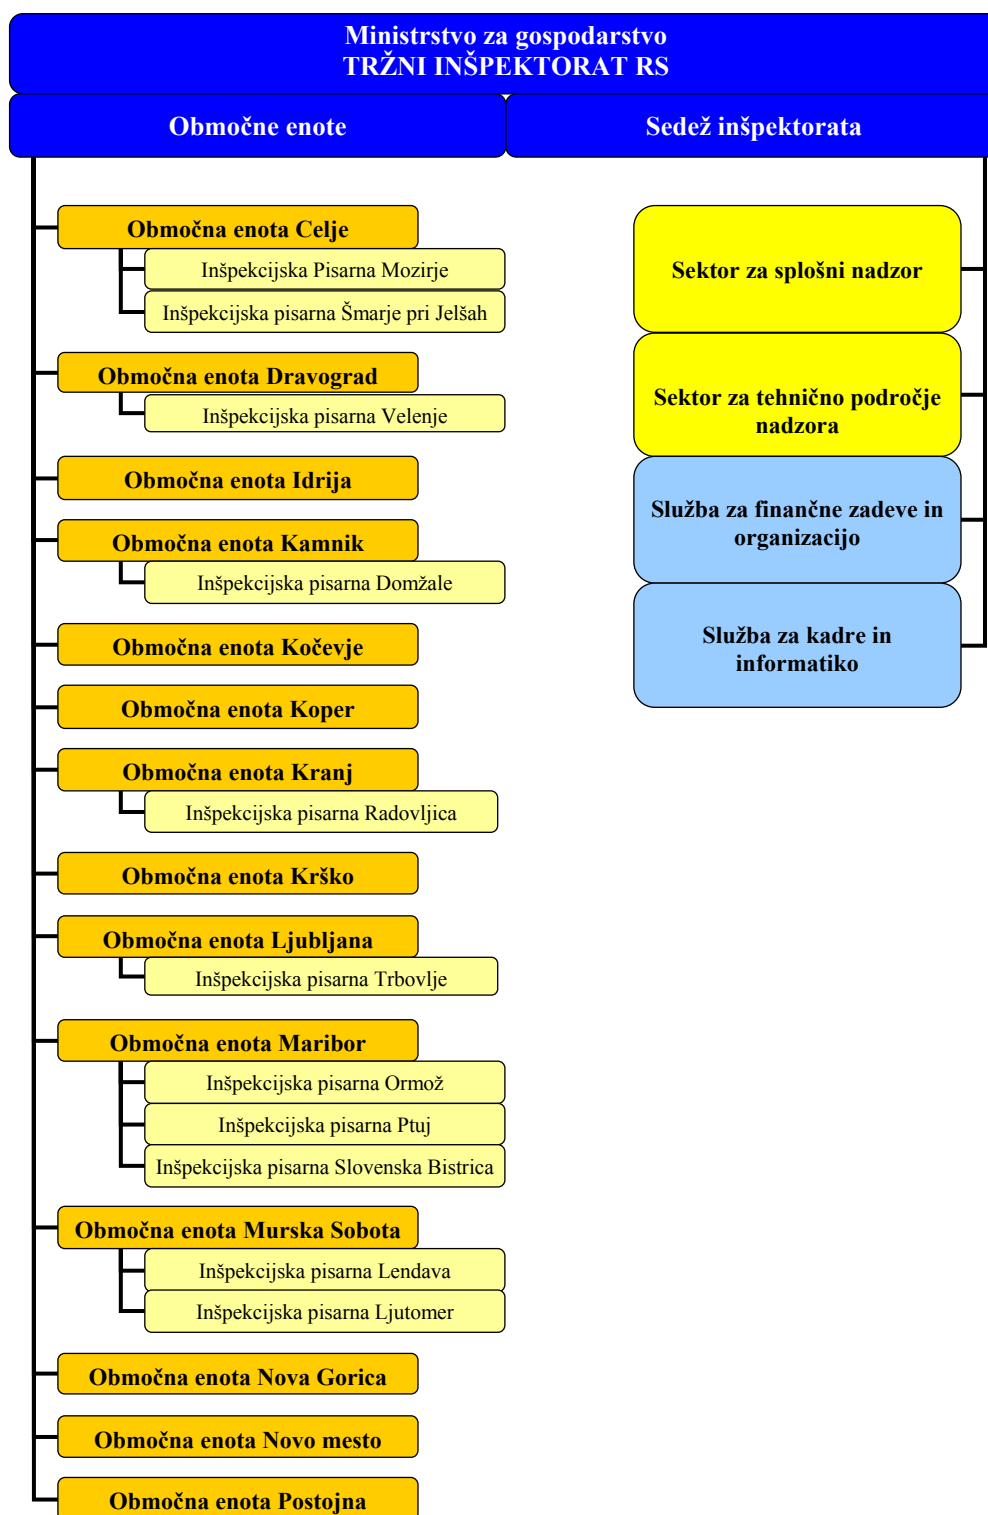 Ministrstvo za gospodarstvo
TRŽNI INŠPEKTORAT RS
Območne enote
Sedež inšpektorata
Območna enota Celje
Inšpekcijska Pisarna Mozirje
Inšpekcijska pisarna Šmarje pri Jelšah
Območna enota Dravograd
Inšpekcijska pisarna Velenje
Območna enota Idrija
Območna enota Kamnik
Inšpekcijska pisarna Domžale
Območna enota Kočevje
Območna enota Koper
Območna enota Kranj
Inšpekcijska pisarna Radovljica
Območna enota Krško
Območna enota Ljubljana
Inšpekcijska pisarna Trbovlje
Območna enota Maribor
Inšpekcijska pisarna Ormož
Inšpekcijska pisarna Ptuj
Inšpekcijska pisarna Slovenska Bistrica
Območna enota Murska Sobota
Inšpekcijska pisarna Lendava
Inšpekcijska pisarna Ljutomer
Območna enota Nova Gorica
Območna enota Novo mesto
Območna enota Postojna
Sektor za splošni nadzor
Sektor za tehnično področje
nadzora
Služba za finančne zadeve in
organizacijo
Služba za kadre in
informatiko